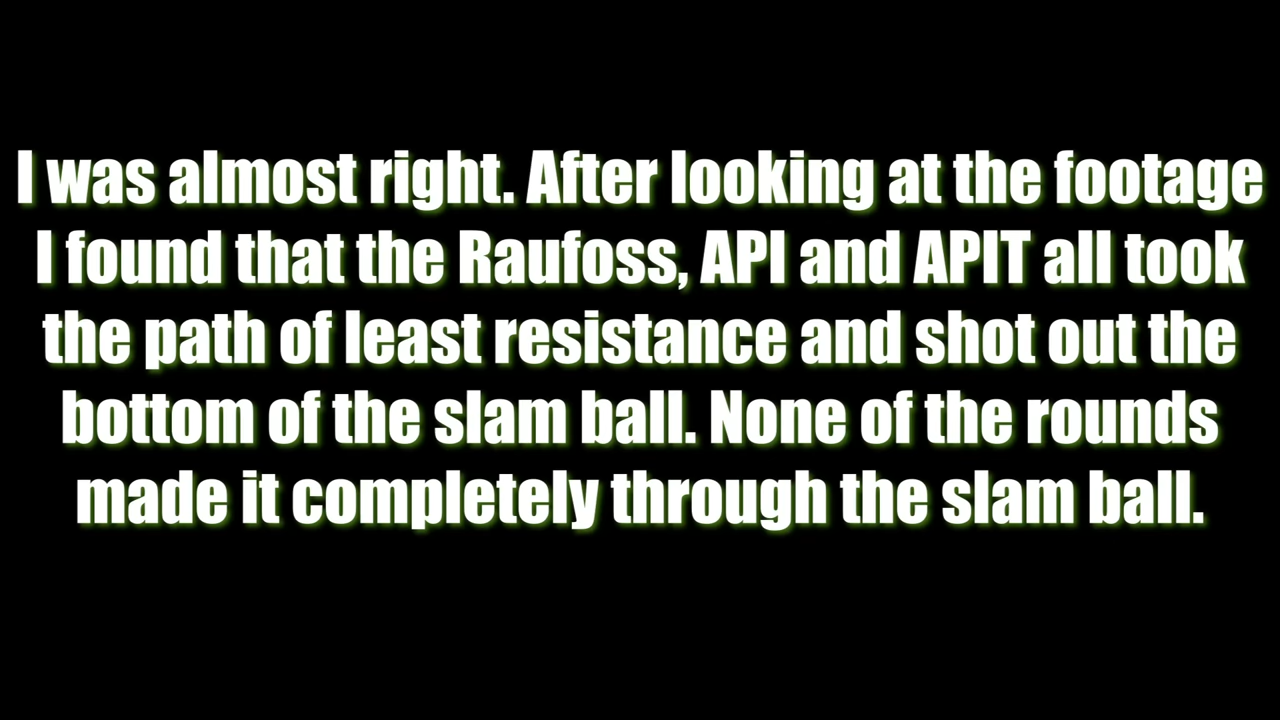 I was almost right. After looking at the footage
I found that the Raufoss, API and APIT all took
the path of least resistance and shot out the
bottom of the slam ball. None of the rounds
made it completely through the slam ball.